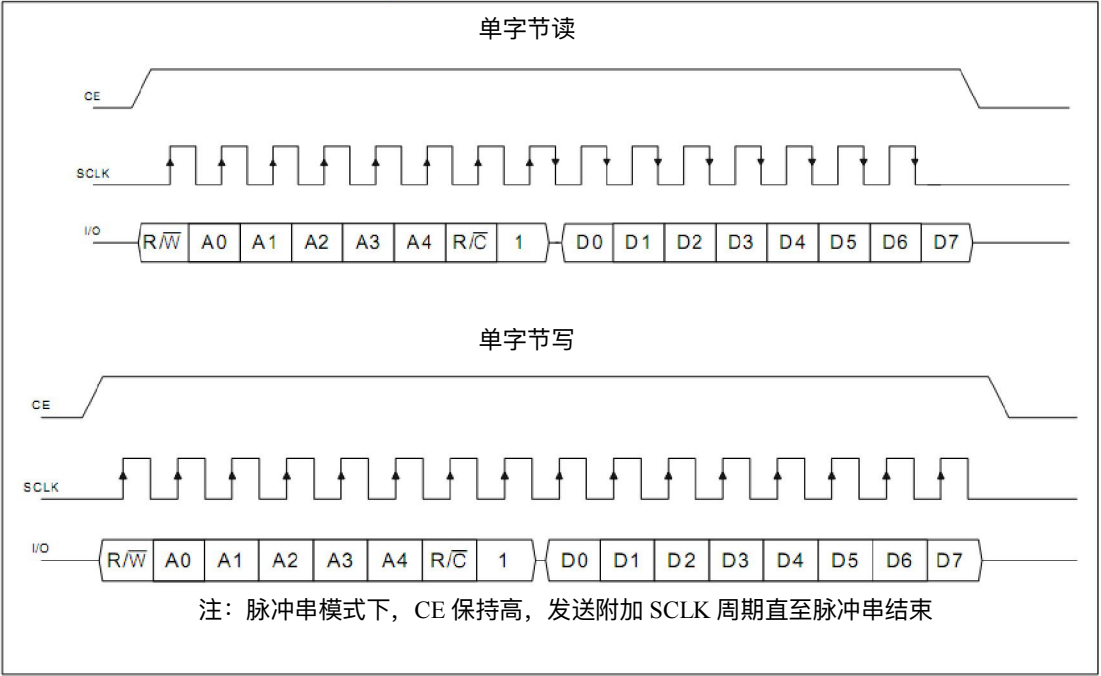 单字节读
CE
SCLK
I/O R/W̅ A0 A1 A2 A3 A4 R/C̅ 1 D0 D1 D2 D3 D4 D5 D6 D7
单字节写
CE
SCLK
I/O R/W̅ A0 A1 A2 A3 A4 R/C̅ 1 D0 D1 D2 D3 D4 D5 D6 D7
注：脉冲串模式下，CE 保持高，发送附加 SCLK 周期直至脉冲串结束